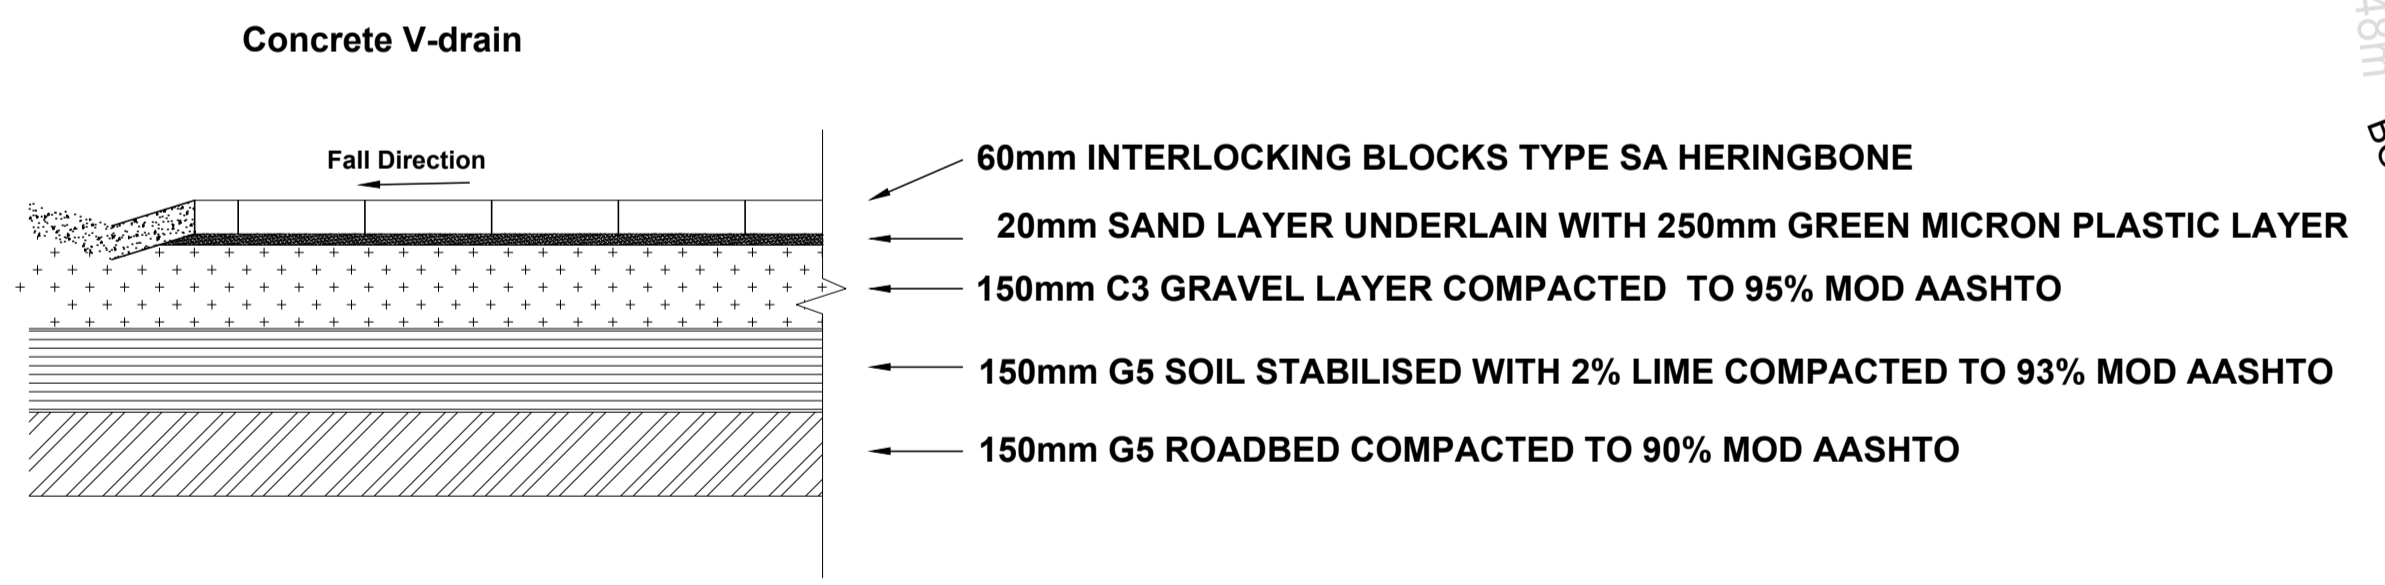 Concrete V-drain
Fall Direction
60mm INTERLOCKING BLOCKS TYPE SA HERINGBONE
20mm SAND LAYER UNDERLAIN WITH 250mm GREEN MICRON PLASTIC LAYER
150mm C3 GRAVEL LAYER COMPACTED TO 95% MOD AASHTO
150mm G5 SOIL STABILISED WITH 2% LIME COMPACTED TO 93% MOD AASHTO
150mm G5 ROADBED COMPACTED TO 90% MOD AASHTO